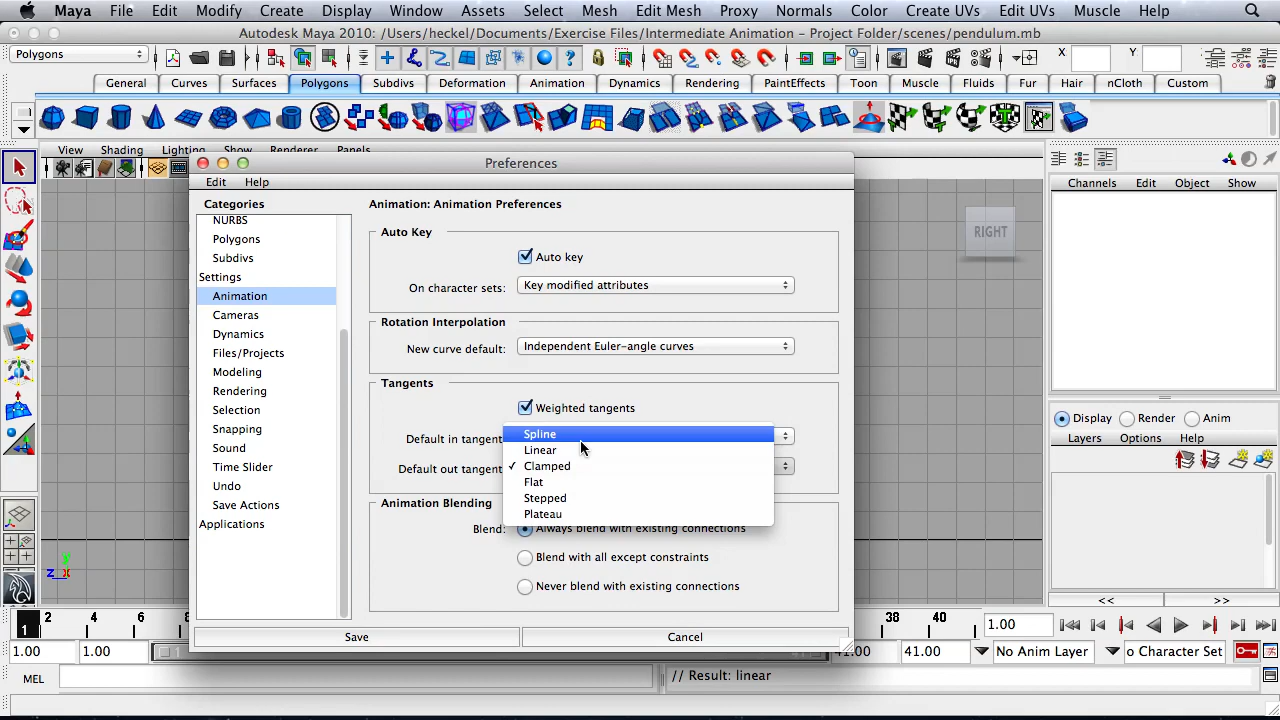 Maya File Edit Modify Create Display Window Assets Select Mesh Edit Mesh Proxy Normals Color Create UVs Edit UVs Muscle Help
Autodesk Maya 2010: /Users/heckel/Documents/Exercise Files/Intermediate Animation - Project Folder/scenes/pendulum.mb
Polygons X: Y:
General Curves Surfaces Polygons Subdivs Deformation Animation Dynamics Rendering PaintEffects Toon Muscle Fluids Fur Hair nCloth Custom
View Shading Lighting Show Renderer Panels
Preferences
Edit Help
Categories
NURBS
Polygons
Subdivs
Settings
Animation
Cameras
Dynamics
Files/Projects
Modeling
Rendering
Selection
Snapping
Sound
Time Slider
Undo
Save Actions
Applications
Animation: Animation Preferences
Auto Key
Auto key
On character sets: Key modified attributes
Rotation Interpolation
New curve default: Independent Euler-angle curves
Tangents
Weighted tangents
Default in tangent
Default out tangent
Spline
Linear
Clamped
Flat
Stepped
Plateau
Animation Blending
Blend: Always blend with existing connections
Blend with all except constraints
Never blend with existing connections
Save Cancel
RIGHT
Channels Edit Object Show
Display Render Anim
Layers Options Help
<< >>
y
z x
1 2 4 6 8 38 40 1.00
1.00 1.00 1 41.00 41.00 No Anim Layer o Character Set
MEL // Result: linear